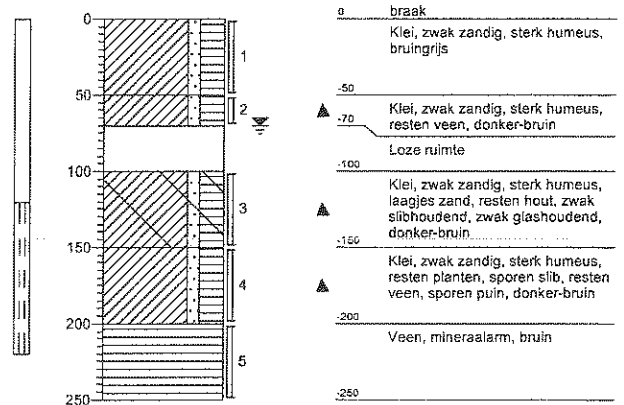 0
50
100
150
200
250
1
2
3
4
5
0 braak
Klei, zwak zandig, sterk humeus,
bruingrijs
-50
Klei, zwak zandig, sterk humeus,
resten veen, donker-bruin
-70
Loze ruimte
-100
Klei, zwak zandig, sterk humeus,
laagjes zand, resten hout, zwak
slibhoudend, zwak glashoudend,
donker-bruin
-150
Klei, zwak zandig, sterk humeus,
resten planten, sporen slib, resten
veen, sporen puin, donker-bruin
-200
Veen, mineraalarm, bruin
-250